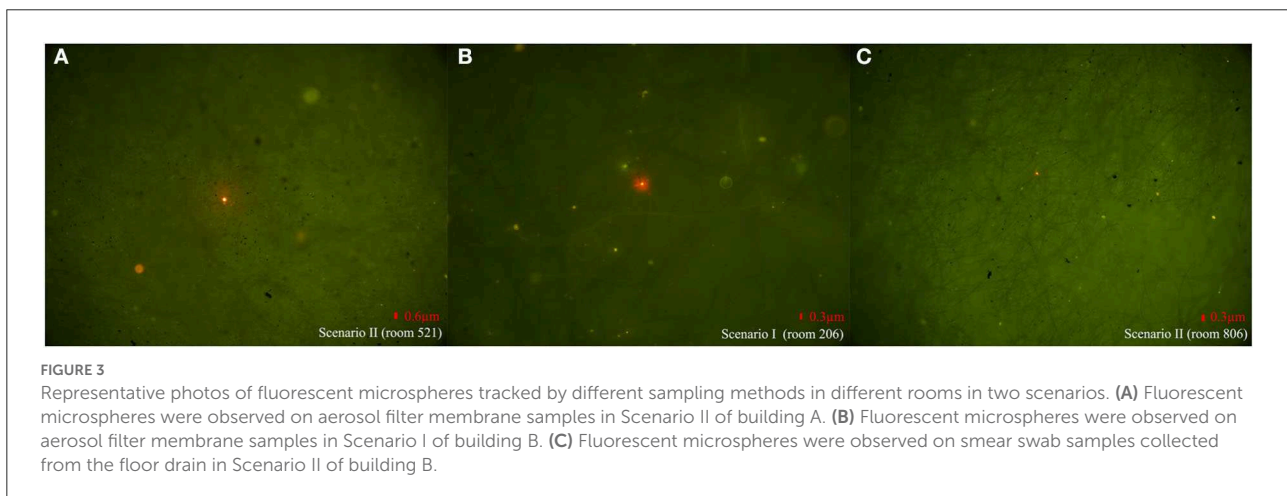 A
B
C
0.6μm
Scenario II (room 521)
0.3μm
Scenario I (room 206)
0.3μm
Scenario II (room 806)
FIGURE 3
Representative photos of fluorescent microspheres tracked by different sampling methods in different rooms in two scenarios. (A) Fluorescent
microspheres were observed on aerosol filter membrane samples in Scenario II of building A. (B) Fluorescent microspheres were observed on
aerosol filter membrane samples in Scenario I of building B. (C) Fluorescent microspheres were observed on smear swab samples collected
from the floor drain in Scenario II of building B.